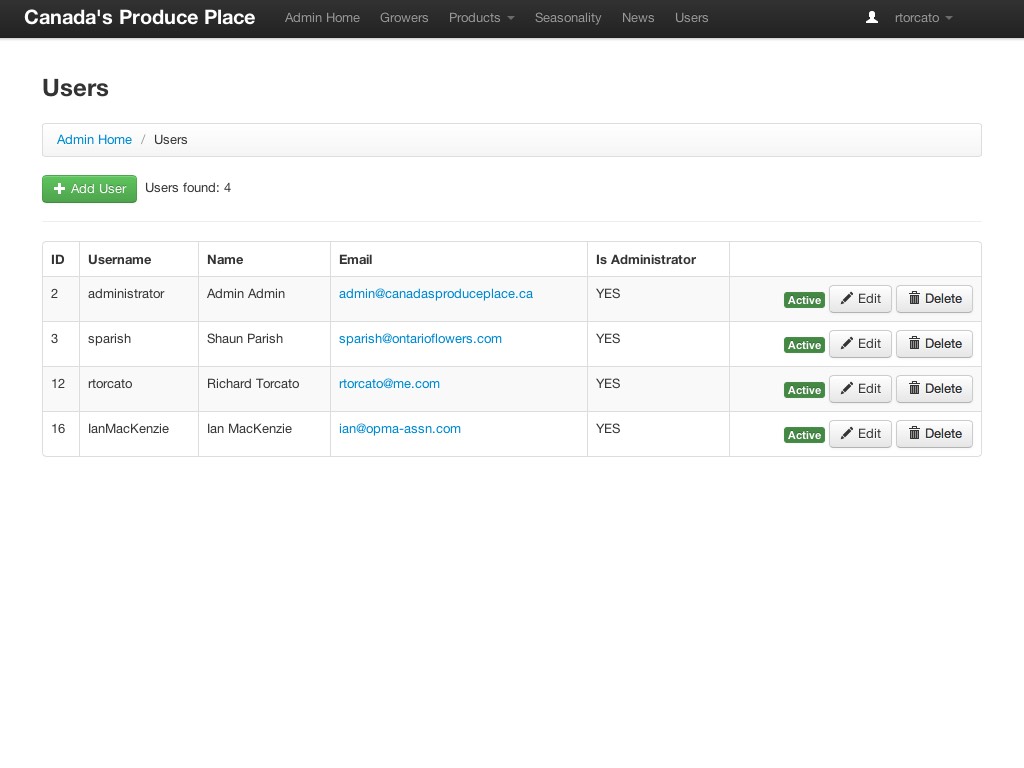 Canada's Produce Place Admin Home Growers Products Seasonality News Users rtorcato
Users
Admin Home / Users
Add User Users found: 4
ID Username Name Email Is Administrator
2 administrator Admin Admin admin@canadasproduceplace.ca YES Active Edit Delete
3 sparish Shaun Parish sparish@ontarioflowers.com YES Active Edit Delete
12 rtorcato Richard Torcato rtorcato@me.com YES Active Edit Delete
16 IanMacKenzie Ian MacKenzie ian@opma-assn.com YES Active Edit Delete